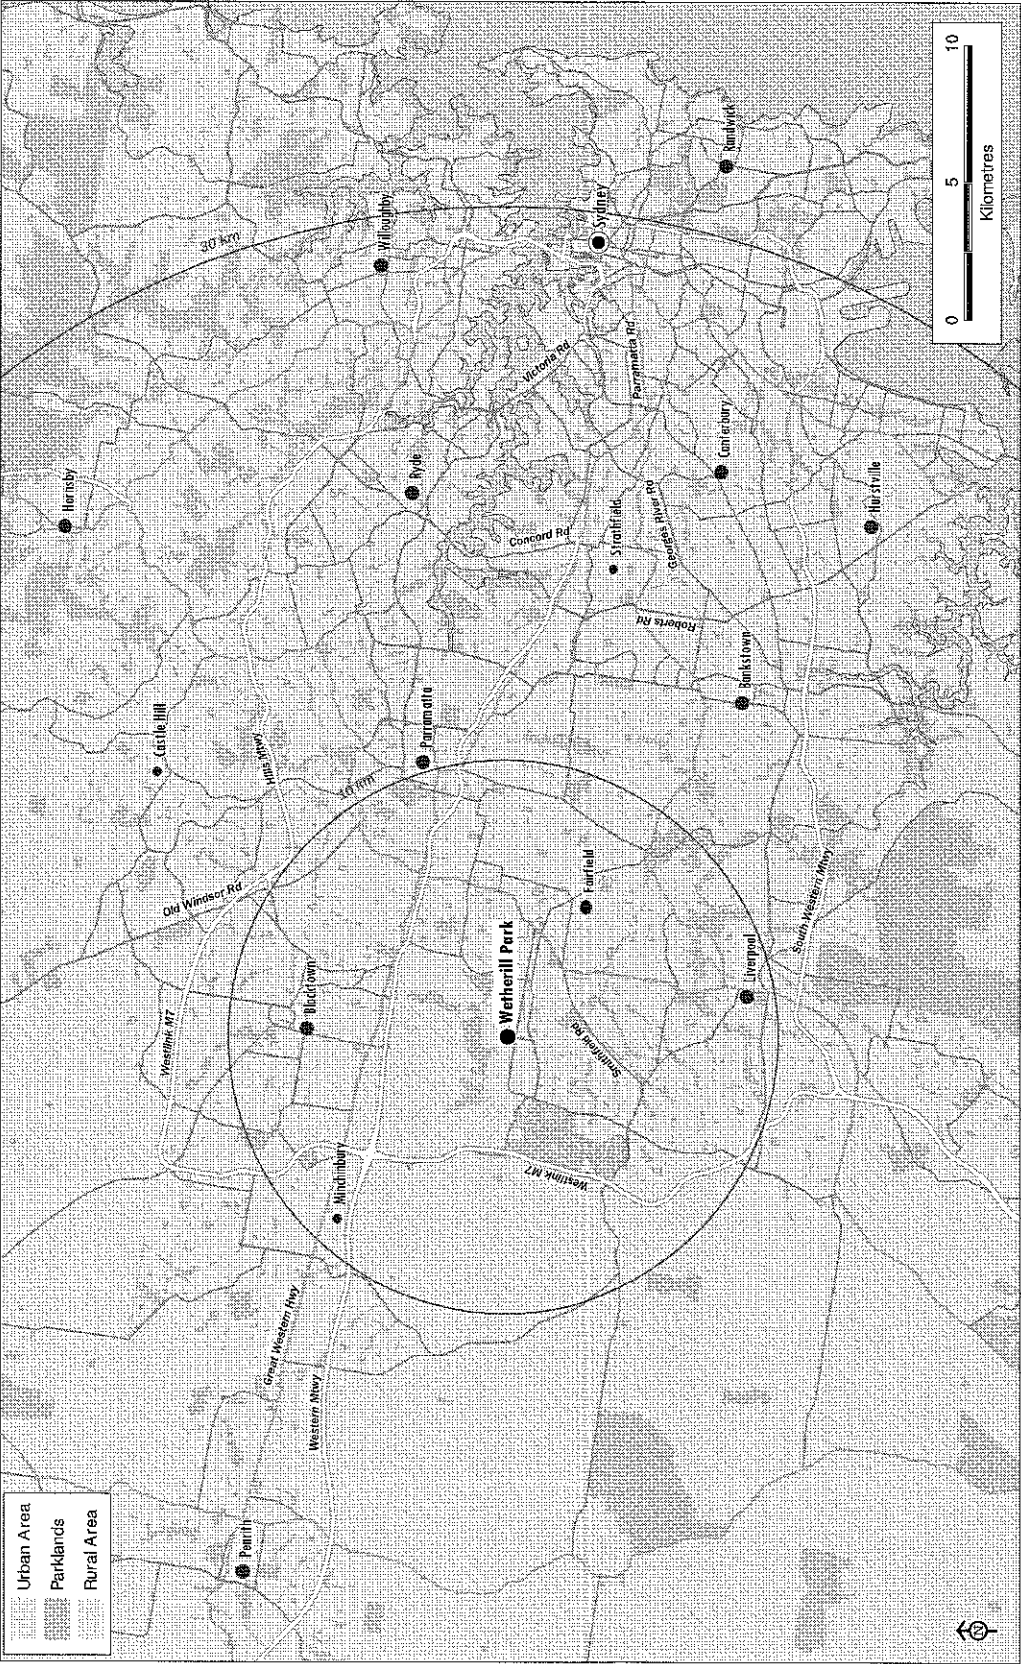 Urban Area
Parklands
Rural Area
Penrith
Great Western Hwy
Western Mtwy
Minchinbury
Westlink M7
Westlink M7
Blacktown
Old Windsor Rd
Castle Hill
Hills Mtwy
10 km
Parramatta
Wetherill Park
Smithfield Rd
Fairfield
Liverpool
South Western Mtwy
Hornsby
Ryde
Concord Rd
Strathfield
Georges River Rd
Roberts Rd
Bankstown
Canterbury
Hurstville
Victoria Rd
Parramatta Rd
30 km
Willoughby
Sydney
Randwick
0 5 10
Kilometres
N